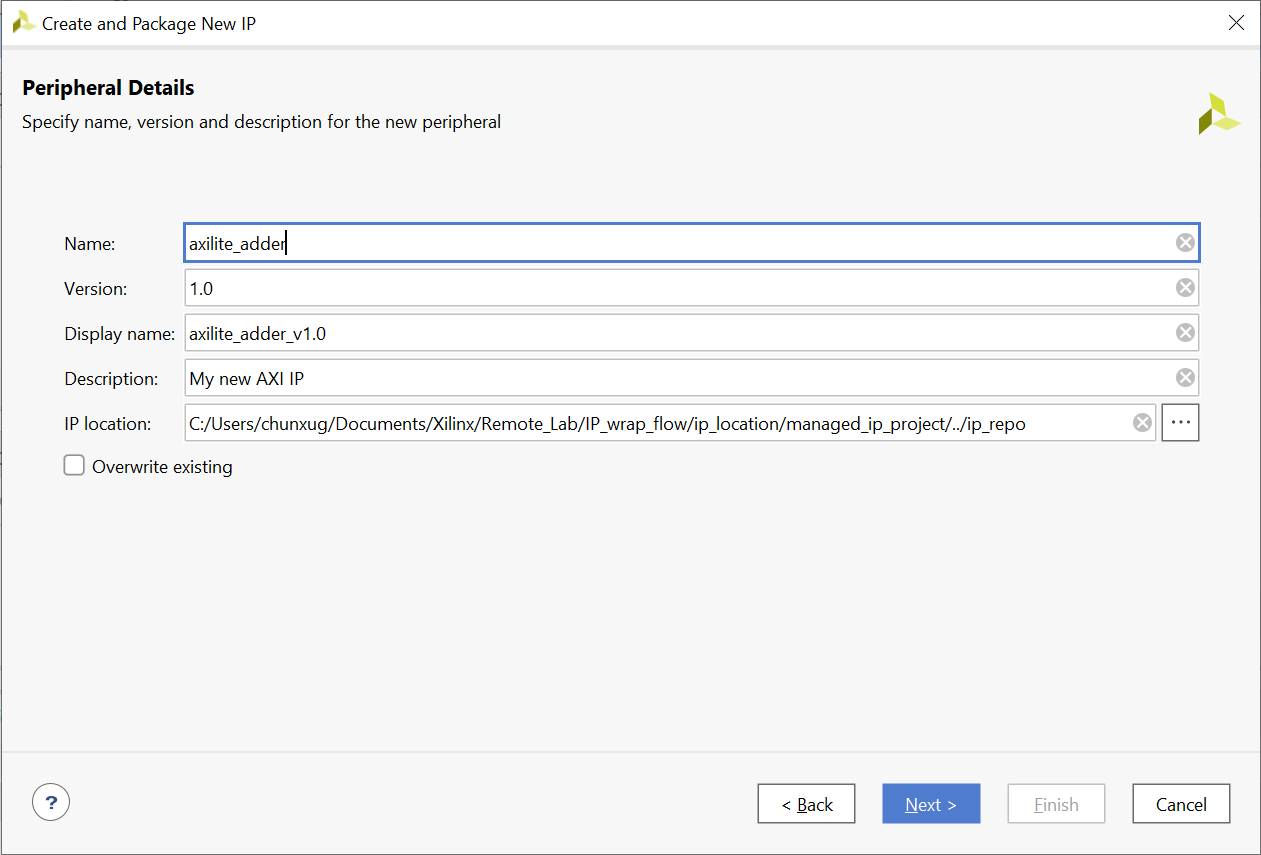 Create and Package New IP
Peripheral Details
Specify name, version and description for the new peripheral
Name: axilite_adder
Version: 1.0
Display name: axilite_adder_v1.0
Description: My new AXI IP
IP location: C:/Users/chunxug/Documents/Xilinx/Remote_Lab/IP_wrap_flow/ip_location/managed_ip_project/../ip_repo ...
Overwrite existing
? < Back Next > Finish Cancel